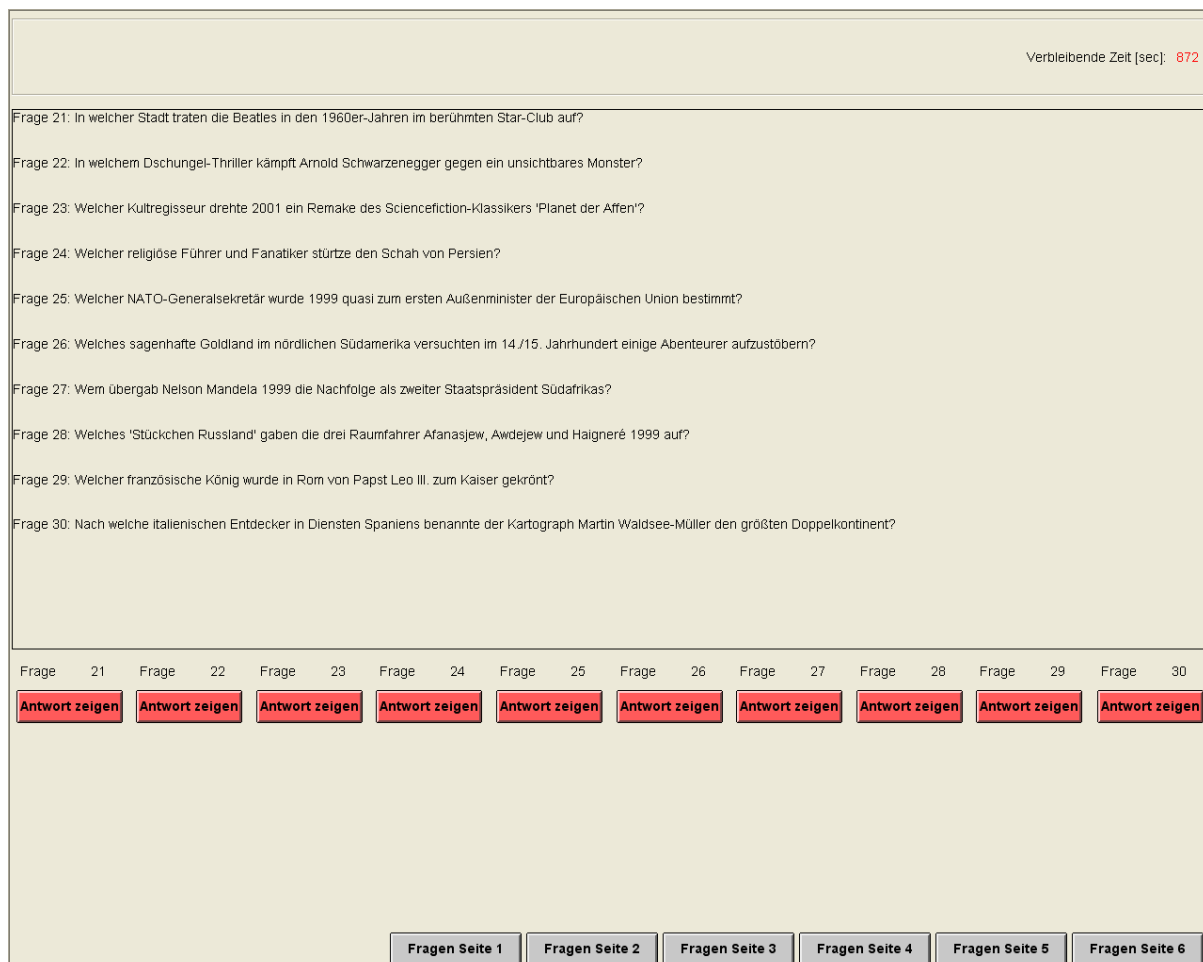 Verbleibende Zeit [sec]: 872
Frage 21: In welcher Stadt traten die Beatles in den 1960er-Jahren im berühmten Star-Club auf?
Frage 22: In welchem Dschungel-Thriller kämpft Arnold Schwarzenegger gegen ein unsichtbares Monster?
Frage 23: Welcher Kultregisseur drehte 2001 ein Remake des Sciencefiction-Klassikers 'Planet der Affen'?
Frage 24: Welcher religiöse Führer und Fanatiker stürtze den Schah von Persien?
Frage 25: Welcher NATO-Generalsekretär wurde 1999 quasi zum ersten Außenminister der Europäischen Union bestimmt?
Frage 26: Welches sagenhafte Goldland im nördlichen Südamerika versuchten im 14./15. Jahrhundert einige Abenteurer aufzustöbern?
Frage 27: Wem übergab Nelson Mandela 1999 die Nachfolge als zweiter Staatspräsident Südafrikas?
Frage 28: Welches 'Stückchen Russland' gaben die drei Raumfahrer Afanasjew, Awdejew und Haigneré 1999 auf?
Frage 29: Welcher französische König wurde in Rom von Papst Leo III. zum Kaiser gekrönt?
Frage 30: Nach welche italienischen Entdecker in Diensten Spaniens benannte der Kartograph Martin Waldsee-Müller den größten Doppelkontinent?
Frage 21 Frage 22 Frage 23 Frage 24 Frage 25 Frage 26 Frage 27 Frage 28 Frage 29 Frage 30
Antwort zeigen Antwort zeigen Antwort zeigen Antwort zeigen Antwort zeigen Antwort zeigen Antwort zeigen Antwort zeigen Antwort zeigen Antwort zeigen
Fragen Seite 1 Fragen Seite 2 Fragen Seite 3 Fragen Seite 4 Fragen Seite 5 Fragen Seite 6